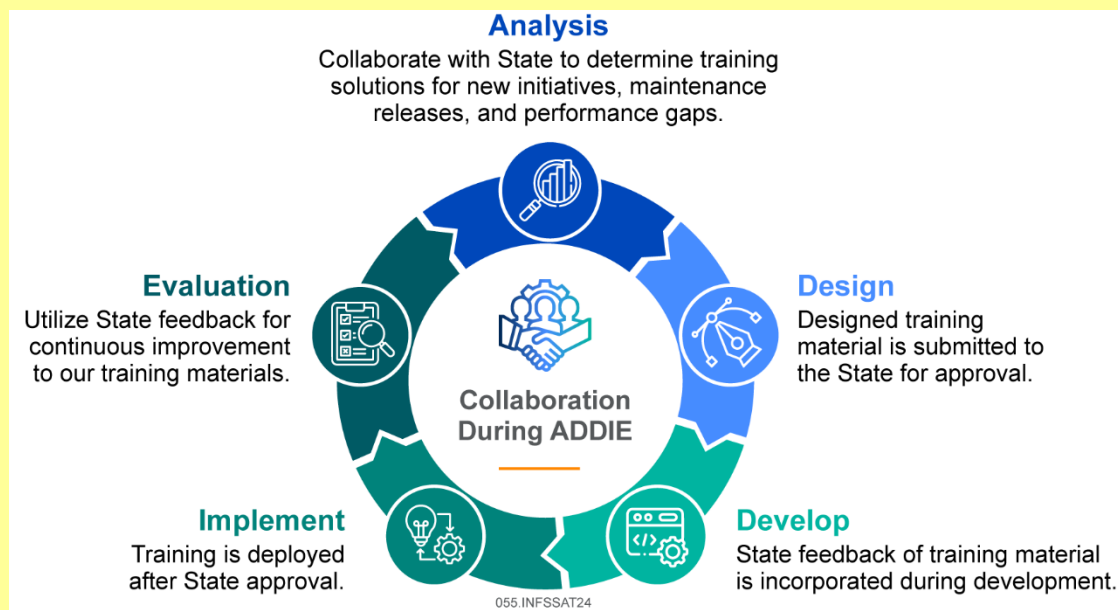 Analysis
Collaborate with State to determine training
solutions for new initiatives, maintenance
releases, and performance gaps.
Evaluation
Utilize State feedback for
continuous improvement
to our training materials.
Design
Designed training
material is submitted to
the State for approval.
Collaboration
During ADDIE
Implement
Training is deployed
after State approval.
Develop
State feedback of training material
is incorporated during development.
</>
055.INFSSAT24